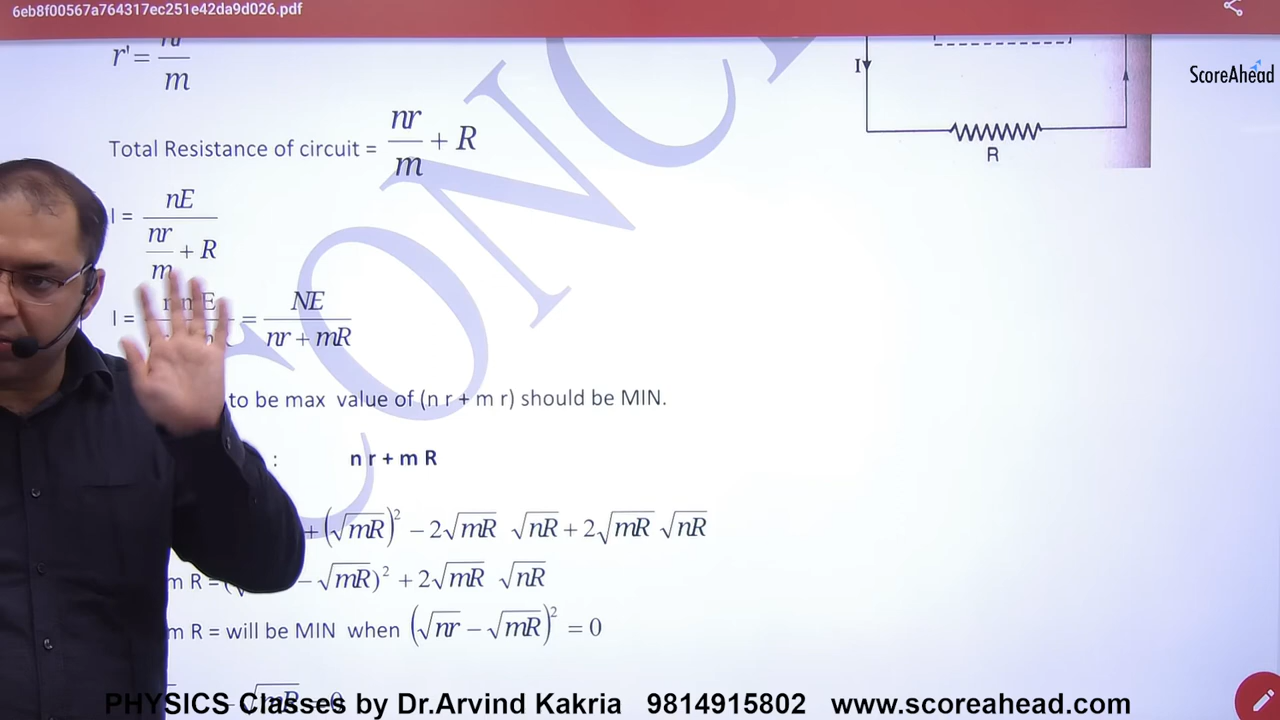 6eb8f00567a764317ec251e42da9d026.pdf
r' = —/m
ScoreAhead
I
R
Total Resistance of circuit = nr/m + R
I = nE/(nr/m + R)
I = = NE/(nr + mR)
to be max value of (n r + m r) should be MIN.
: n r + m R
+ (√mR)² − 2√mR √nR + 2√mR √nR
m R = − √mR)² + 2√mR √nR
m R = will be MIN when (√nr − √mR)² = 0
PHYSICS Classes by Dr.Arvind Kakria 9814915802 www.scoreahead.com